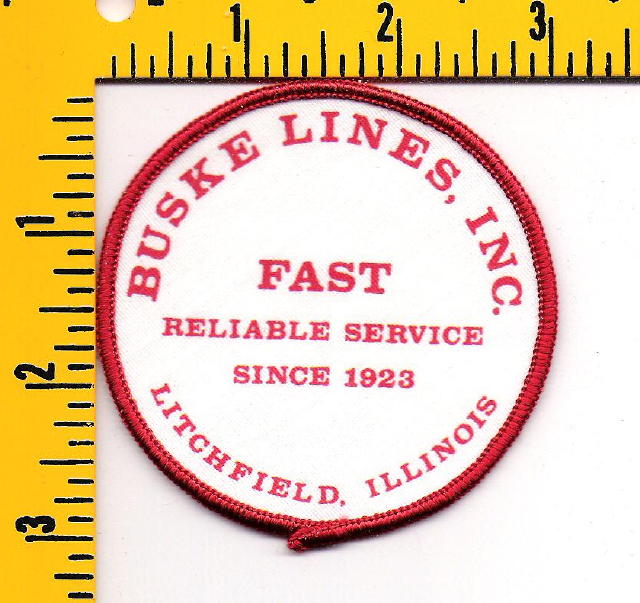 1 2 3
1
2
3
BUSKE LINES, INC.
FAST
RELIABLE SERVICE
SINCE 1923
LITCHFIELD, ILLINOIS